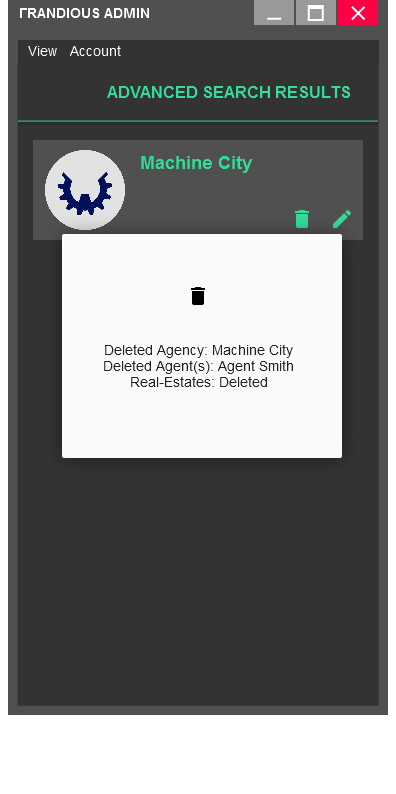 FRANDIOUS ADMIN
View Account
ADVANCED SEARCH RESULTS
Machine City
Deleted Agency: Machine City
Deleted Agent(s): Agent Smith
Real-Estates: Deleted